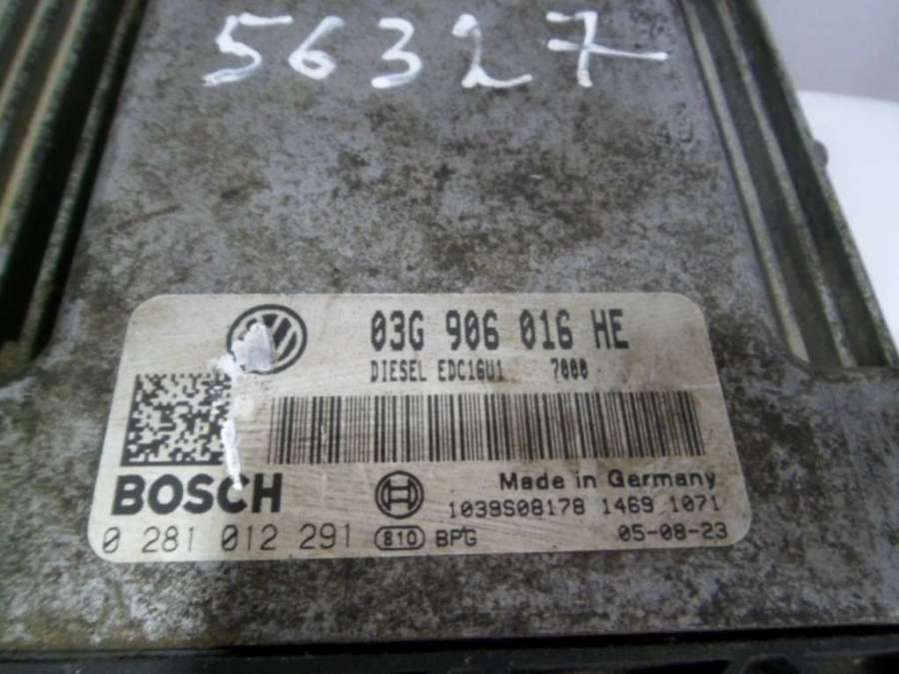 56327
03G 906 016 HE
DIESEL EDC16U1 7000
BOSCH
Made in Germany
1039S08178 1469 1071
0 281 012 291 810 BPG 05-08-23